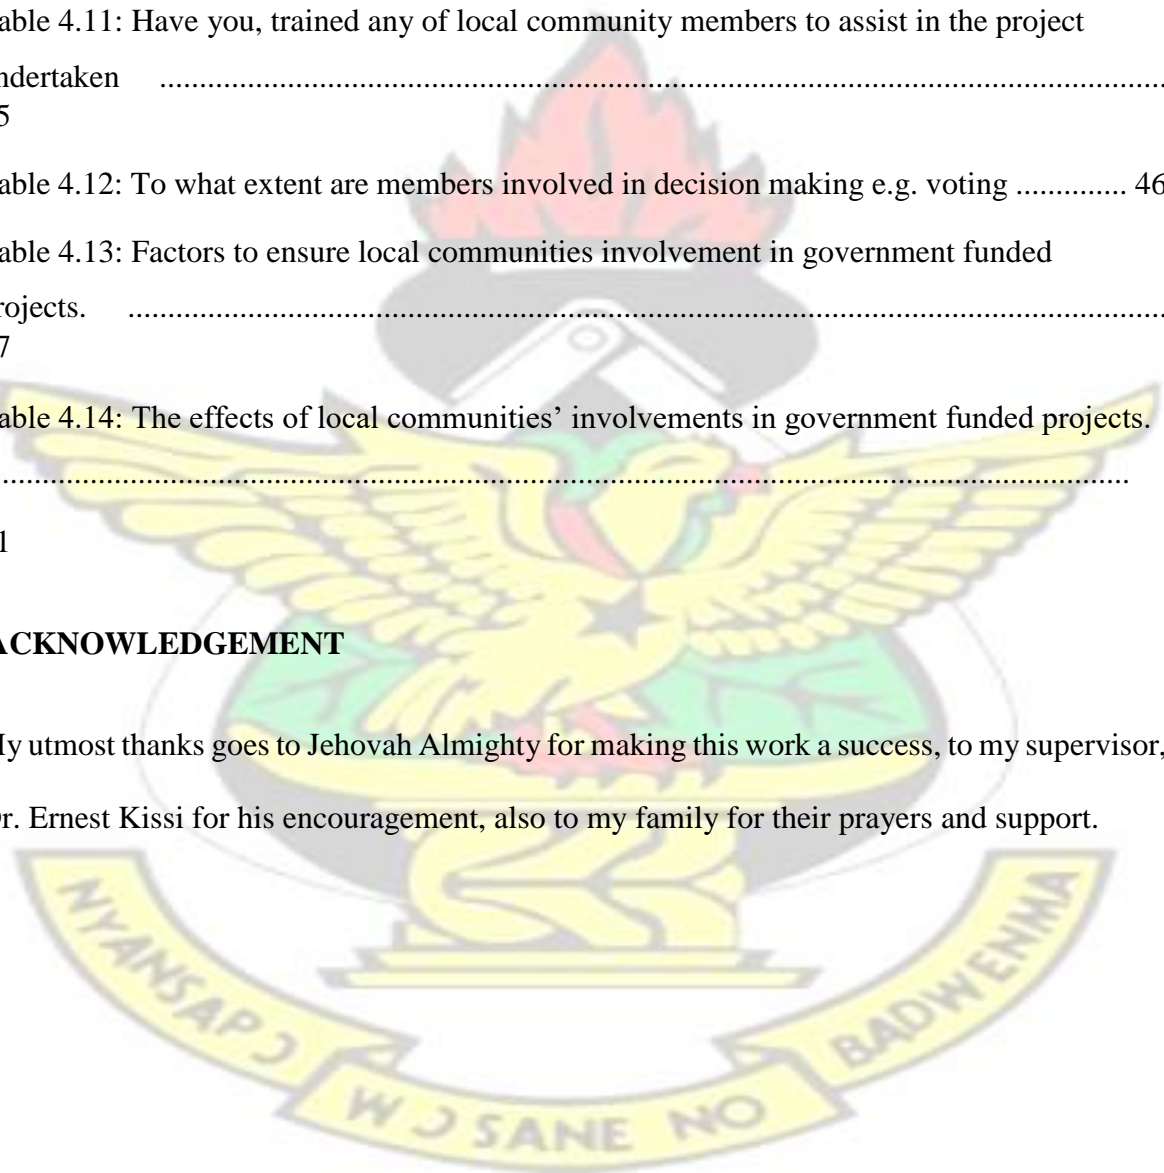 able 4.11: Have you, trained any of local community members to assist in the project
ndertaken ....................................................................................................................................
5
able 4.12: To what extent are members involved in decision making e.g. voting .............. 46
able 4.13: Factors to ensure local communities involvement in government funded
rojects. ....................................................................................................................................
7
able 4.14: The effects of local communities’ involvements in government funded projects.
....................................................................................................................................
1
ACKNOWLEDGEMENT
My utmost thanks goes to Jehovah Almighty for making this work a success, to my supervisor,
Dr. Ernest Kissi for his encouragement, also to my family for their prayers and support.
NYANSAPƆ
WƆSANE NO
BADWENMA